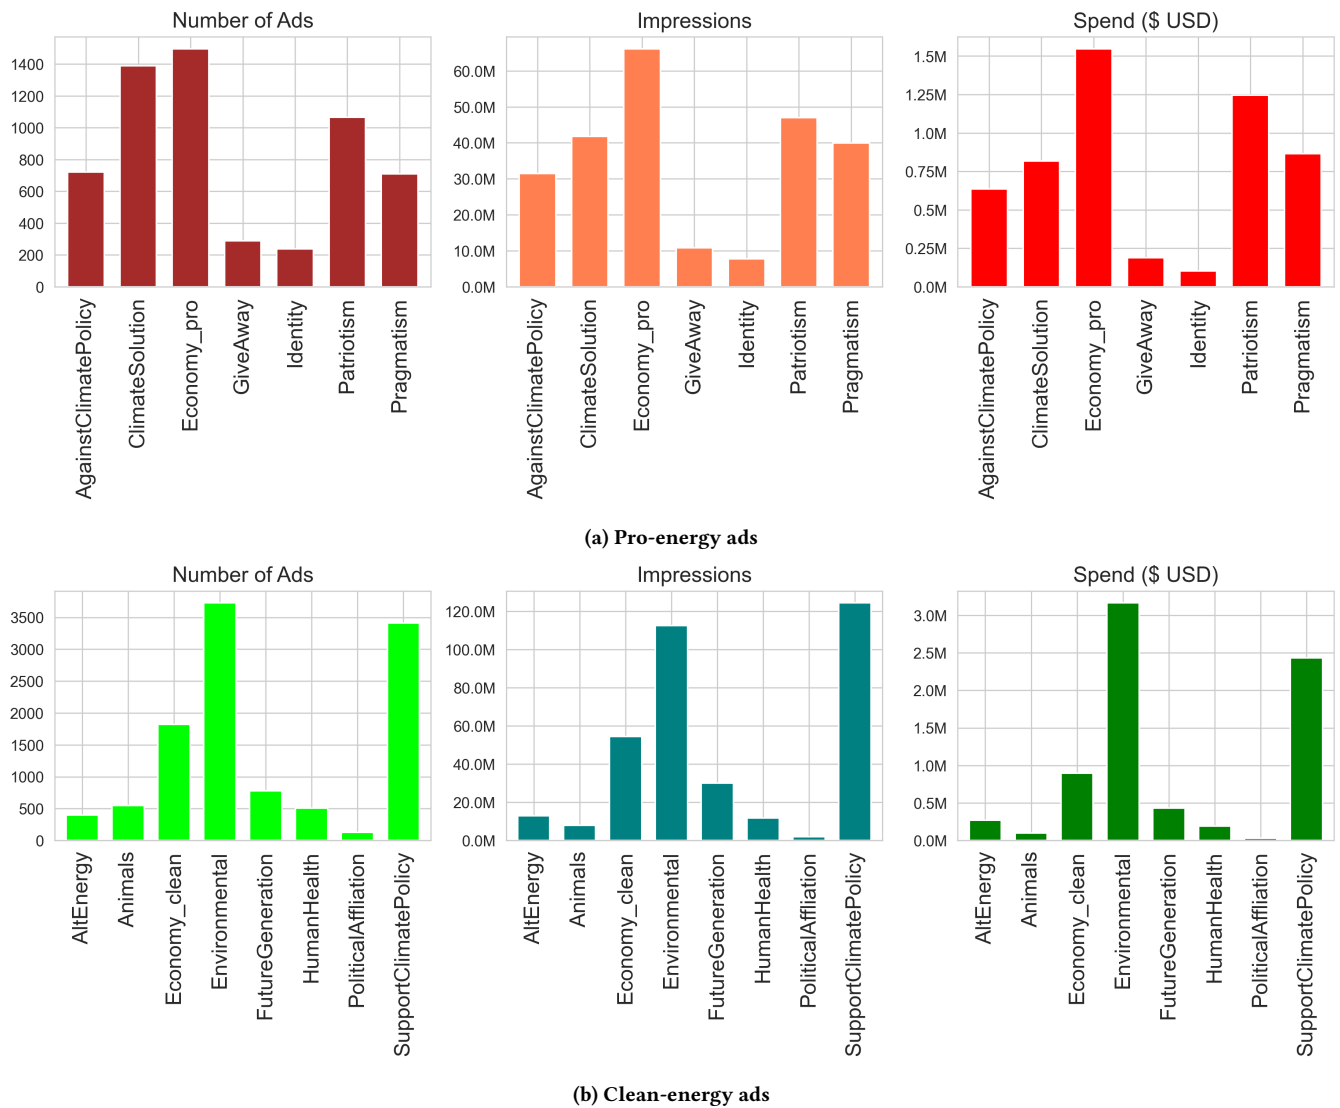 Number of Ads
1400
1200
1000
800
600
400
200
0
AgainstClimatePolicy
ClimateSolution
Economy_pro
GiveAway
Identity
Patriotism
Pragmatism
Impressions
60.0M
50.0M
40.0M
30.0M
20.0M
10.0M
0.0M
AgainstClimatePolicy
ClimateSolution
Economy_pro
GiveAway
Identity
Patriotism
Pragmatism
Spend ($ USD)
1.5M
1.25M
1.0M
0.75M
0.5M
0.25M
0.0M
AgainstClimatePolicy
ClimateSolution
Economy_pro
GiveAway
Identity
Patriotism
Pragmatism
(a) Pro-energy ads
Number of Ads
3500
3000
2500
2000
1500
1000
500
0
AltEnergy
Animals
Economy_clean
Environmental
FutureGeneration
HumanHealth
PoliticalAffliation
SupportClimatePolicy
Impressions
120.0M
100.0M
80.0M
60.0M
40.0M
20.0M
0.0M
AltEnergy
Animals
Economy_clean
Environmental
FutureGeneration
HumanHealth
PoliticalAffliation
SupportClimatePolicy
Spend ($ USD)
3.0M
2.5M
2.0M
1.5M
1.0M
0.5M
0.0M
AltEnergy
Animals
Economy_clean
Environmental
FutureGeneration
HumanHealth
PoliticalAffliation
SupportClimatePolicy
(b) Clean-energy ads